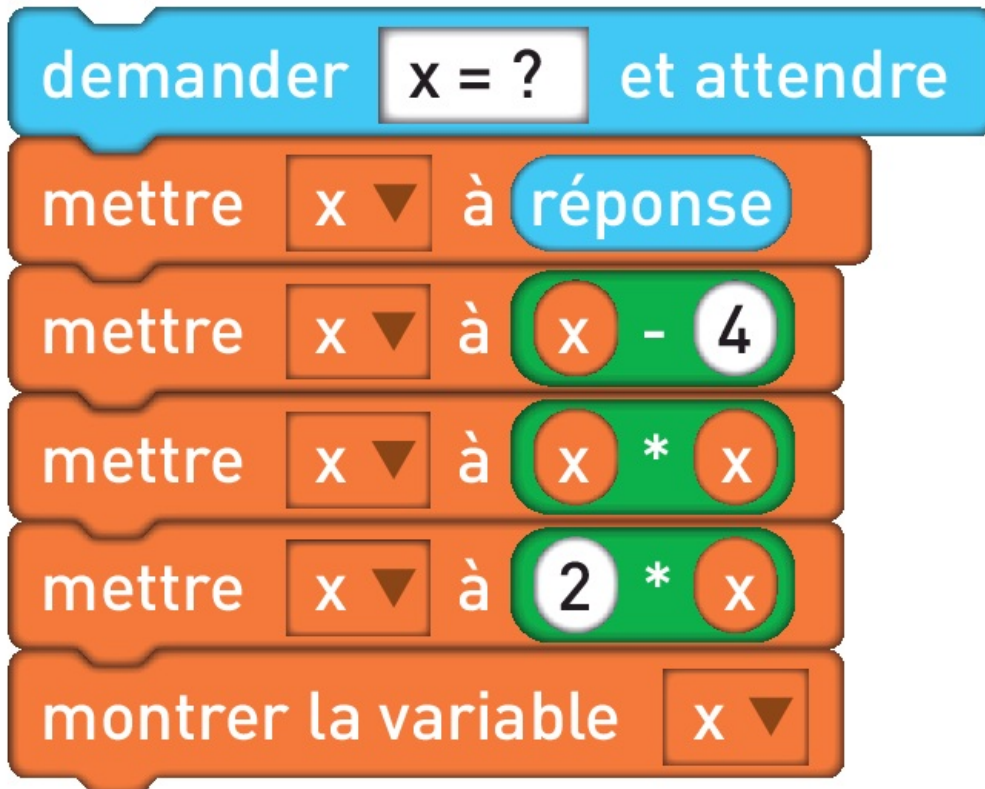 demander x = ? et attendre
mettre x à réponse
mettre x à x - 4
mettre x à x * x
mettre x à 2 * x
montrer la variable x